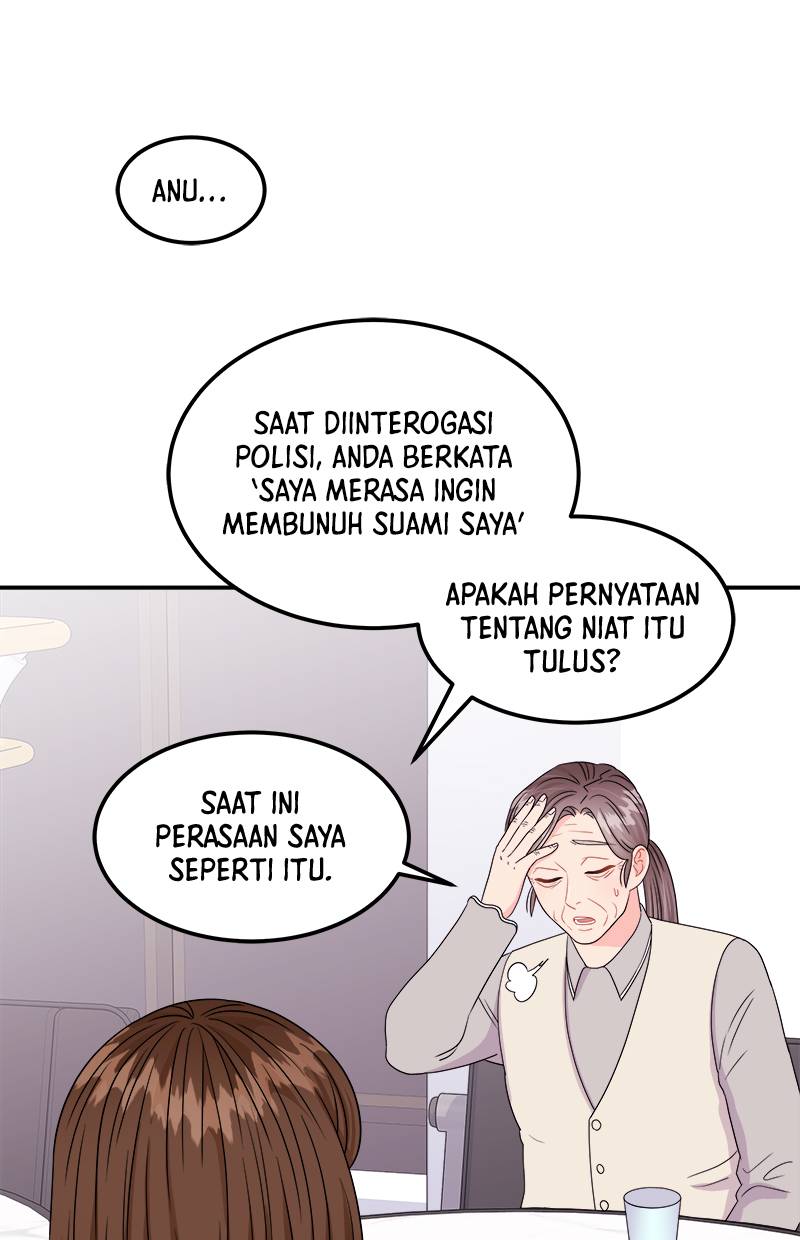 ANU...
SAAT DIINTEROGASI
POLISI, ANDA BERKATA
'SAYA MERASA INGIN
MEMBUNUH SUAMI SAYA'
APAKAH PERNYATAAN
TENTANG NIAT ITU
TULUS?
SAAT INI
PERASAAN SAYA
SEPERTI ITU.